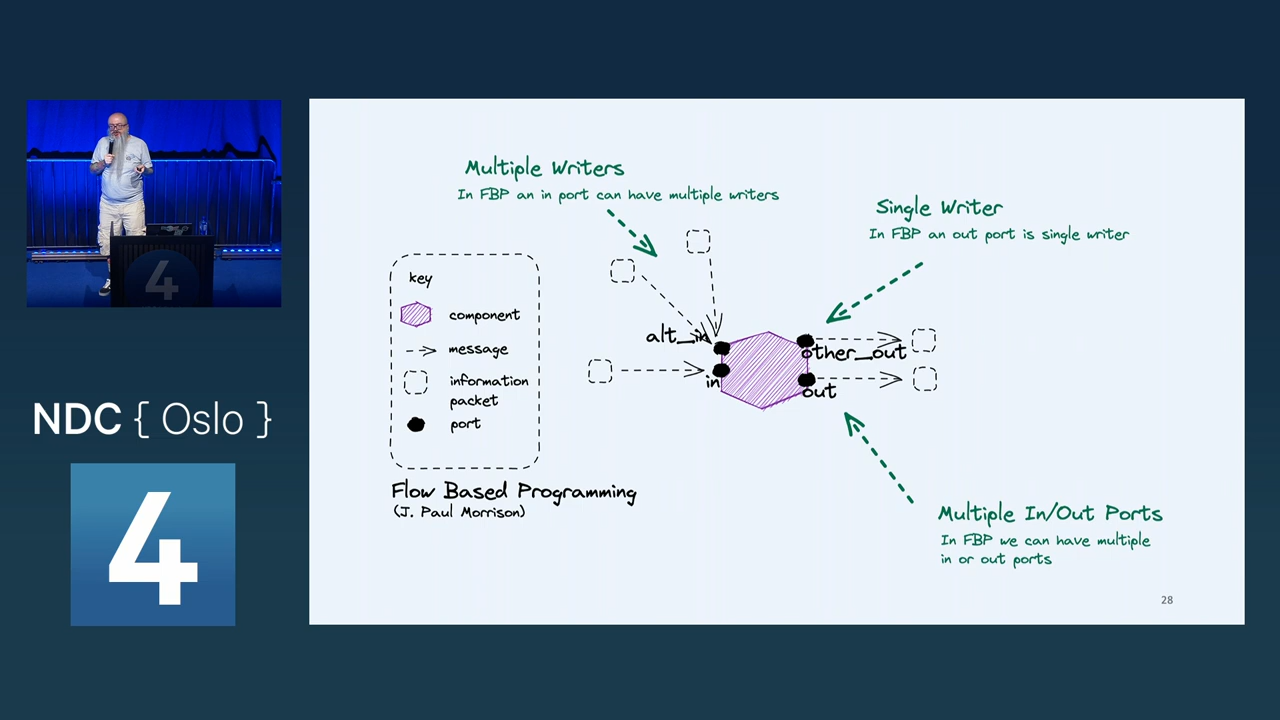 Multiple Writers
In FBP an in port can have multiple writers
Single Writer
In FBP an out port is single writer
key
component
message
information
packet
port
alt_in
in
other_out
out
Flow Based Programming
(J. Paul Morrison)
Multiple In/Out Ports
In FBP we can have multiple
in or out ports
28
4
NDC { Oslo }
4